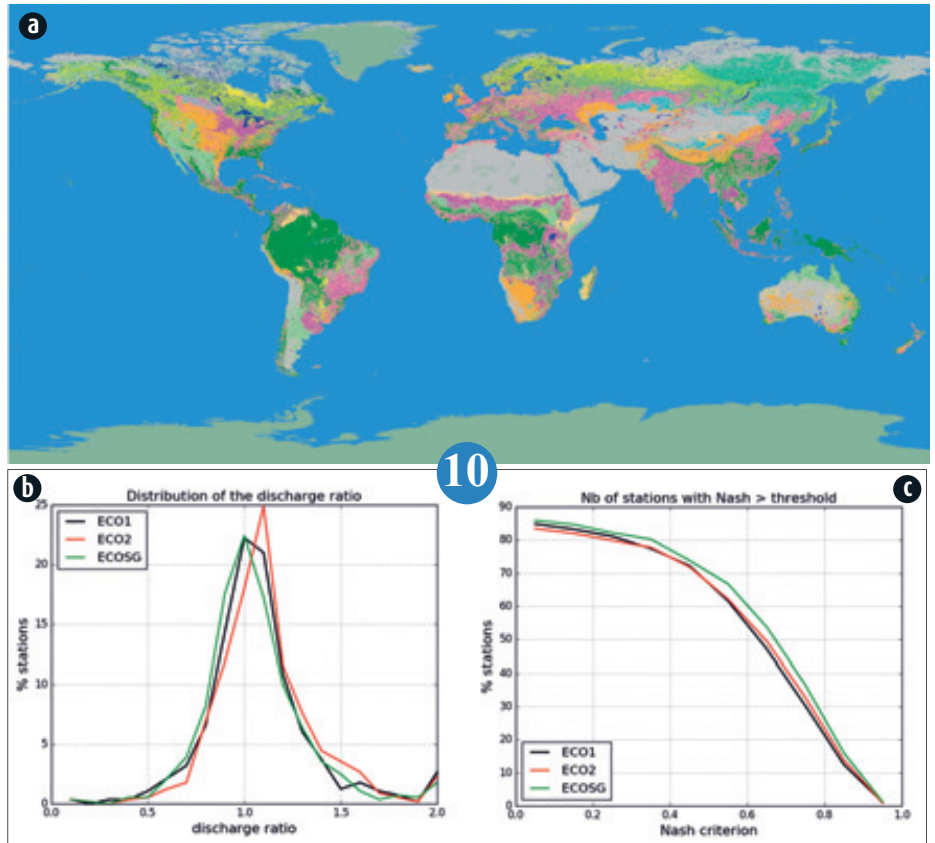 a
10
b
Distribution of the discharge ratio
25
20
15
10
5
0
% stations
ECO1
ECO2
ECOSG
0.0 0.5 1.0 1.5 2.0
discharge ratio
c
Nb of stations with Nash > threshold
90
80
70
60
50
40
30
20
10
0
% stations
ECO1
ECO2
ECOSG
0.0 0.2 0.4 0.6 0.8 1.0
Nash criterion